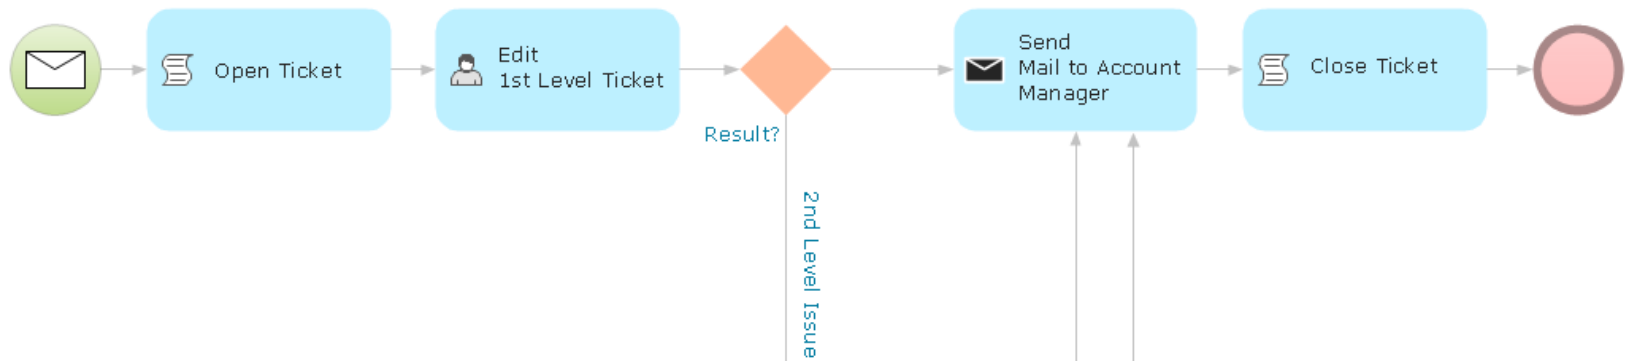 Open Ticket
Edit
1st Level Ticket
Result?
2nd Level Issue
Send
Mail to Account
Manager
Close Ticket